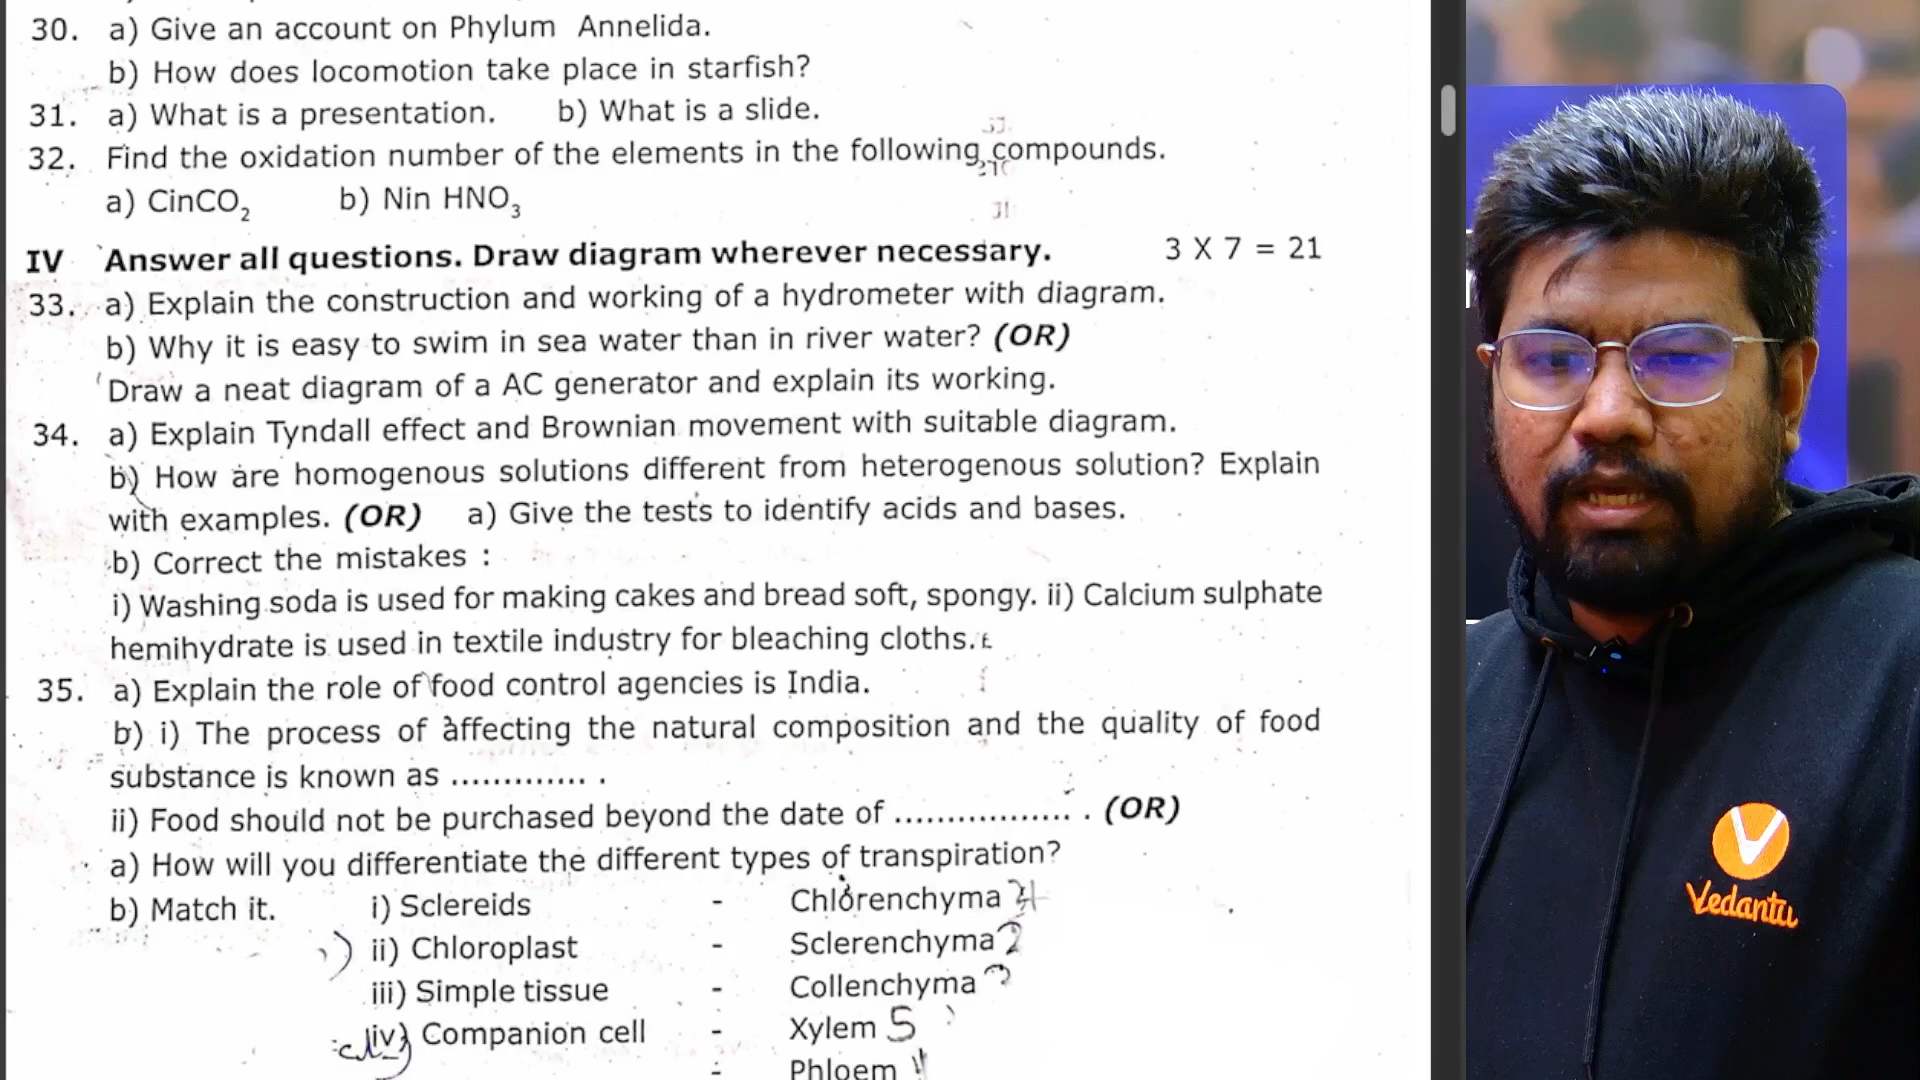 30. a) Give an account on Phylum Annelida.
b) How does locomotion take place in starfish?
31. a) What is a presentation. b) What is a slide.
32. Find the oxidation number of the elements in the following compounds.
a) CinCO₂ b) Nin HNO₃
IV Answer all questions. Draw diagram wherever necessary. 3 X 7 = 21
33. a) Explain the construction and working of a hydrometer with diagram.
b) Why it is easy to swim in sea water than in river water? (OR)
Draw a neat diagram of a AC generator and explain its working.
34. a) Explain Tyndall effect and Brownian movement with suitable diagram.
b) How are homogenous solutions different from heterogenous solution? Explain
with examples. (OR) a) Give the tests to identify acids and bases.
b) Correct the mistakes :
i) Washing soda is used for making cakes and bread soft, spongy. ii) Calcium sulphate
hemihydrate is used in textile industry for bleaching cloths.
35. a) Explain the role of food control agencies is India.
b) i) The process of affecting the natural composition and the quality of food
substance is known as ............. .
ii) Food should not be purchased beyond the date of ................. . (OR)
a) How will you differentiate the different types of transpiration?
b) Match it. i) Sclereids - Chlorenchyma
ii) Chloroplast - Sclerenchyma 2
iii) Simple tissue - Collenchyma
iv) Companion cell - Xylem 5
- Phloem
Vedantu